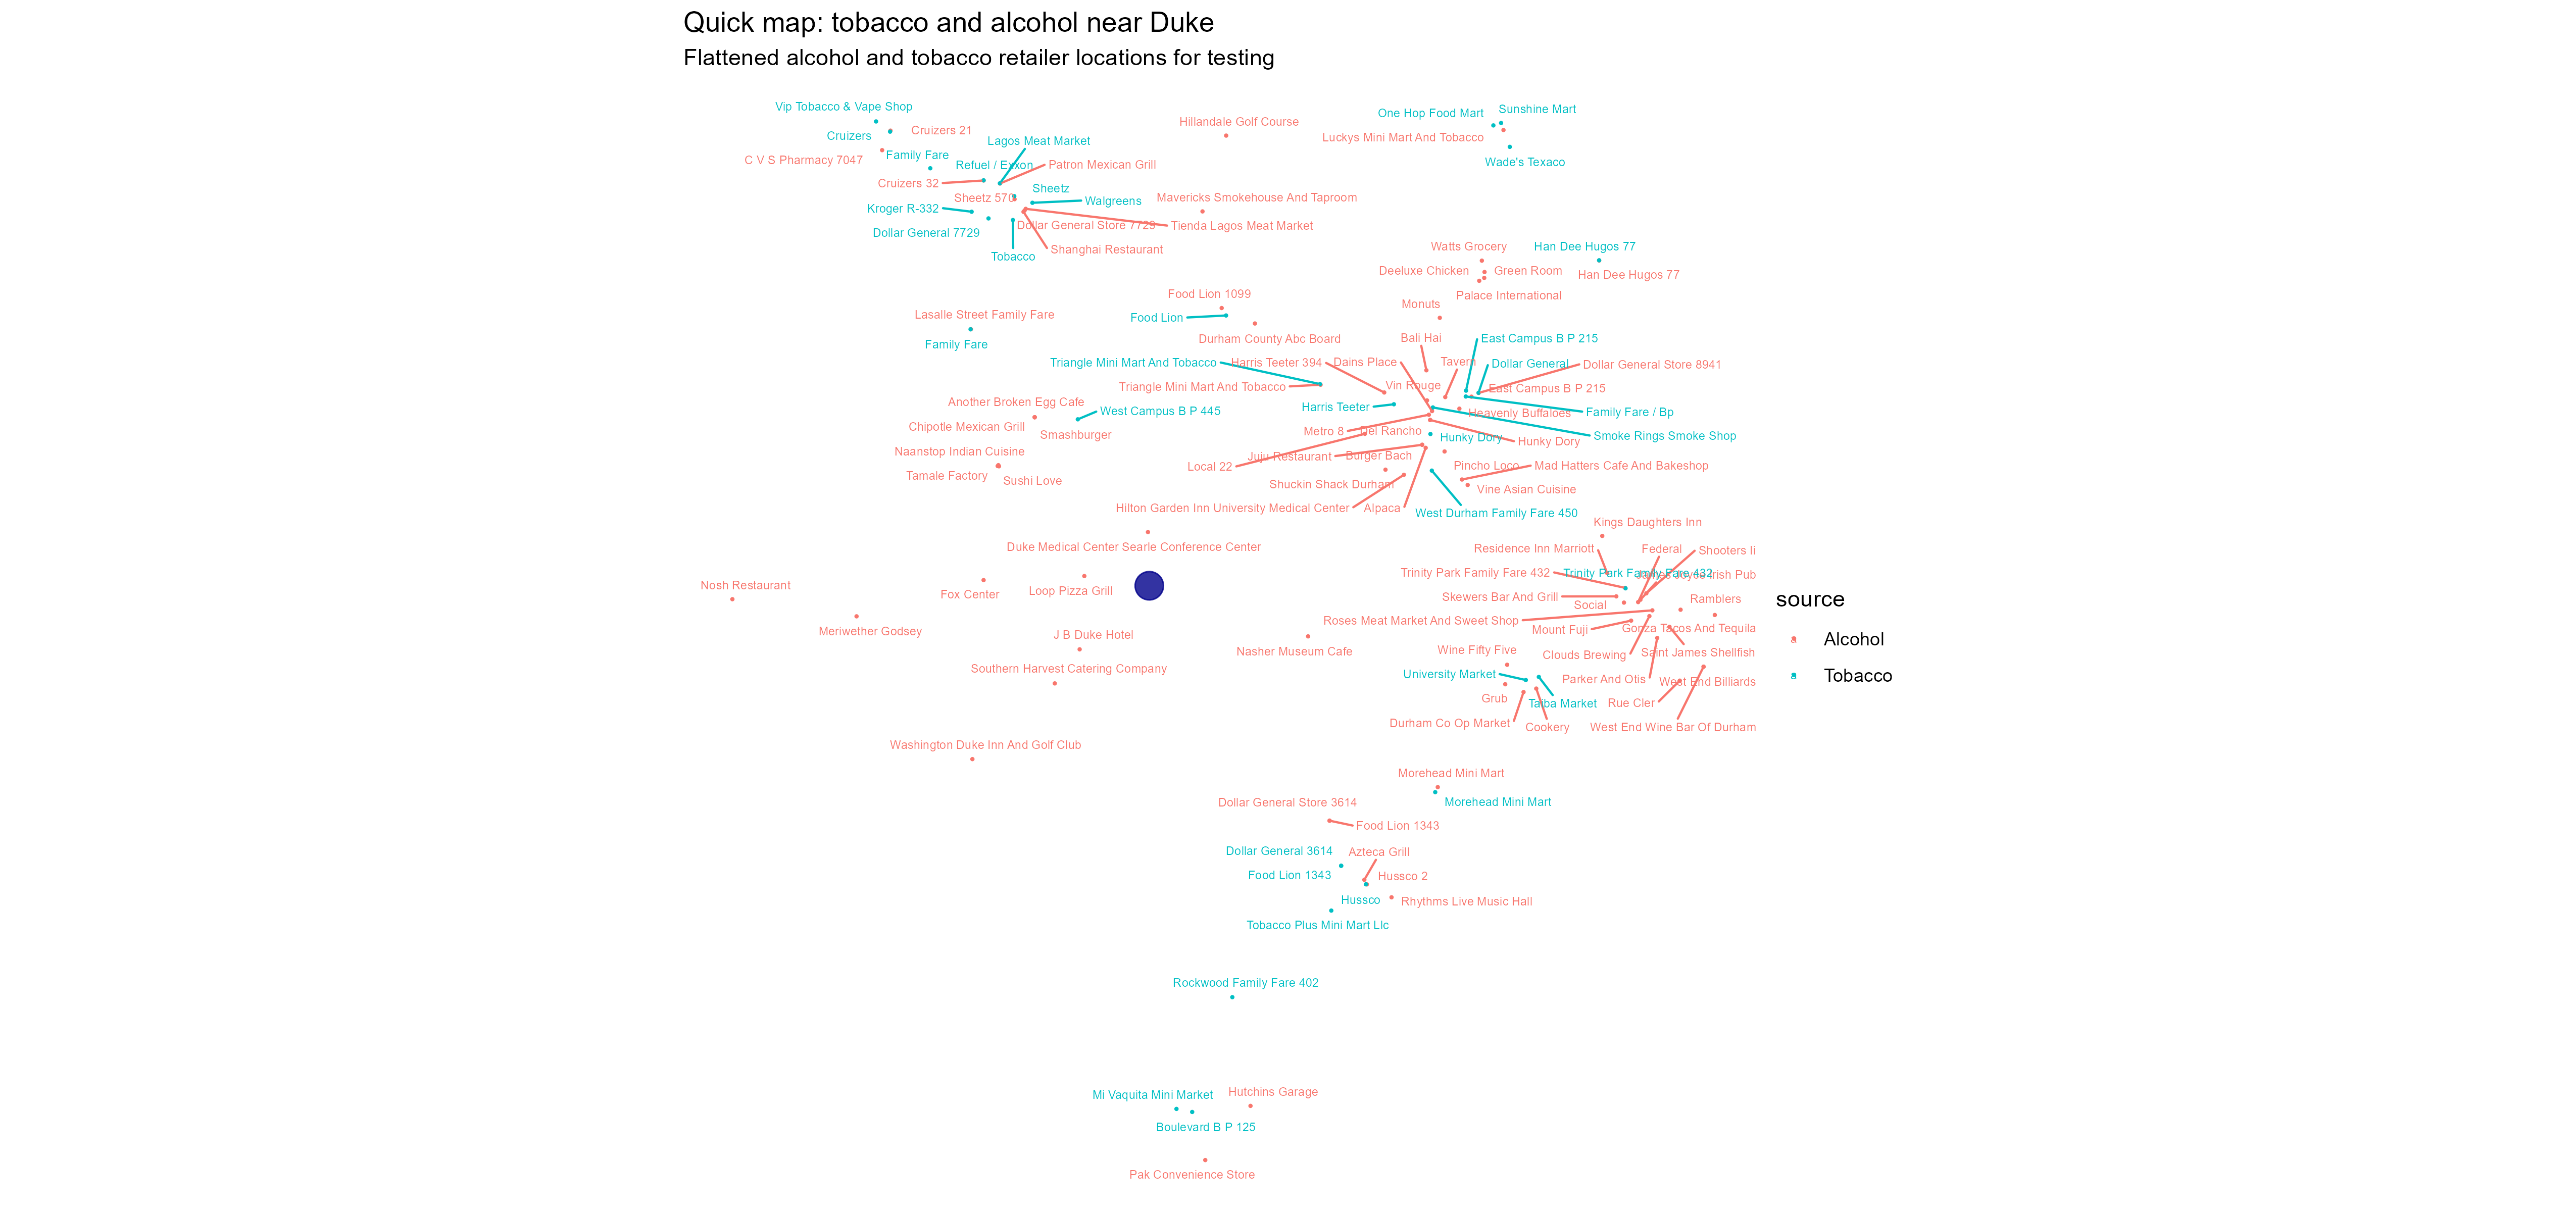 Quick map: tobacco and alcohol near Duke
Flattened alcohol and tobacco retailer locations for testing
Vip Tobacco & Vape Shop
Cruizers
Cruizers 21
C V S Pharmacy 7047
Family Fare
Lagos Meat Market
Refuel / Exxon
Patron Mexican Grill
Cruizers 32
Sheetz 570
Sheetz
Walgreens
Kroger R-332
Dollar General 7729
Dollar General Store 7729
Tienda Lagos Meat Market
Shanghai Restaurant
Tobacco
Hillandale Golf Course
Mavericks Smokehouse And Taproom
One Hop Food Mart
Sunshine Mart
Luckys Mini Mart And Tobacco
Wade's Texaco
Watts Grocery
Han Dee Hugos 77
Deeluxe Chicken
Green Room
Han Dee Hugos 77
Palace International
Monuts
Food Lion 1099
Food Lion
Durham County Abc Board
Lasalle Street Family Fare
Family Fare
Bali Hai
East Campus B P 215
Triangle Mini Mart And Tobacco
Harris Teeter 394
Dains Place
Tavern
Dollar General
Dollar General Store 8941
Triangle Mini Mart And Tobacco
Vin Rouge
East Campus B P 215
Another Broken Egg Cafe
West Campus B P 445
Harris Teeter
Heavenly Buffaloes
Family Fare / Bp
Chipotle Mexican Grill
Smashburger
Metro 8
Del Rancho
Hunky Dory
Hunky Dory
Smoke Rings Smoke Shop
Naanstop Indian Cuisine
Local 22
Juju Restaurant
Burger Bach
Pincho Loco
Mad Hatters Cafe And Bakeshop
Tamale Factory
Sushi Love
Shuckin Shack Durham
Vine Asian Cuisine
Hilton Garden Inn University Medical Center
Alpaca
West Durham Family Fare 450
Kings Daughters Inn
Duke Medical Center Searle Conference Center
Residence Inn Marriott
Federal
Shooters Ii
Trinity Park Family Fare 432
Trinity Park Family Fare 432
Irish Pub
Nosh Restaurant
Fox Center
Loop Pizza Grill
Skewers Bar And Grill
Social
Ramblers
Meriwether Godsey
Roses Meat Market And Sweet Shop
Mount Fuji
Gonza Tacos And Tequila
J B Duke Hotel
Nasher Museum Cafe
Wine Fifty Five
Clouds Brewing
Saint James Shellfish
Southern Harvest Catering Company
University Market
Parker And Otis
West End Billiards
Grub
Taiba Market
Rue Cler
Durham Co Op Market
Cookery
West End Wine Bar Of Durham
Washington Duke Inn And Golf Club
Morehead Mini Mart
Dollar General Store 3614
Morehead Mini Mart
Food Lion 1343
Dollar General 3614
Azteca Grill
Food Lion 1343
Hussco 2
Hussco
Rhythms Live Music Hall
Tobacco Plus Mini Mart Llc
Rockwood Family Fare 402
Mi Vaquita Mini Market
Hutchins Garage
Boulevard B P 125
Pak Convenience Store
source
a Alcohol
a Tobacco